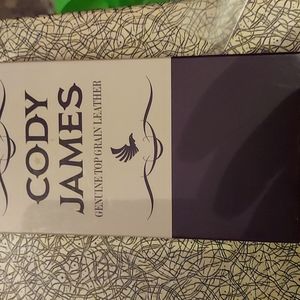 CODY
JAMES
GENUINE TOP GRAIN LEATHER